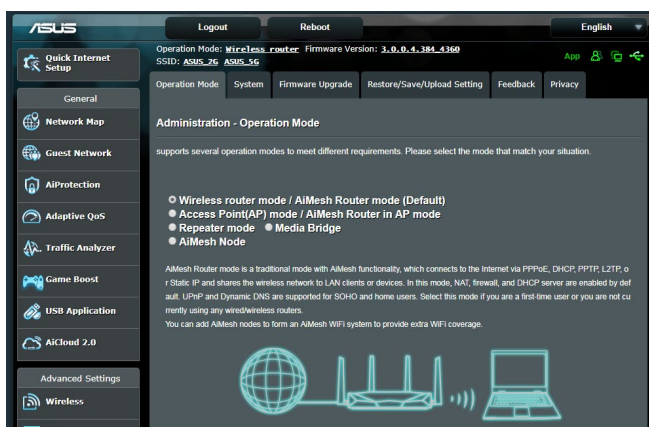 ASUS
Logout
Reboot
English
Quick Internet Setup
Operation Mode: Wireless router Firmware Version: 3.0.0.4.384_4360
SSID: ASUS_2G ASUS_5G
App
Operation Mode
System
Firmware Upgrade
Restore/Save/Upload Setting
Feedback
Privacy
General
Network Map
Guest Network
AiProtection
Adaptive QoS
Traffic Analyzer
Game Boost
USB Application
AiCloud 2.0
Advanced Settings
Wireless
Administration - Operation Mode
supports several operation modes to meet different requirements. Please select the mode that match your situation.
Wireless router mode / AiMesh Router mode (Default)
Access Point(AP) mode / AiMesh Router in AP mode
Repeater mode Media Bridge
AiMesh Node
AiMesh Router mode is a traditional mode with AiMesh functionality, which connects to the Internet via PPPoE, DHCP, PPTP, L2TP, o
r Static IP and shares the wireless network to LAN clients or devices. In this mode, NAT, firewall, and DHCP server are enabled by def
ault. UPnP and Dynamic DNS are supported for SOHO and home users. Select this mode if you are a first-time user or you are not cu
rrently using any wired/wireless routers.
You can add AiMesh nodes to form an AiMesh WiFi system to provide extra WiFi coverage.